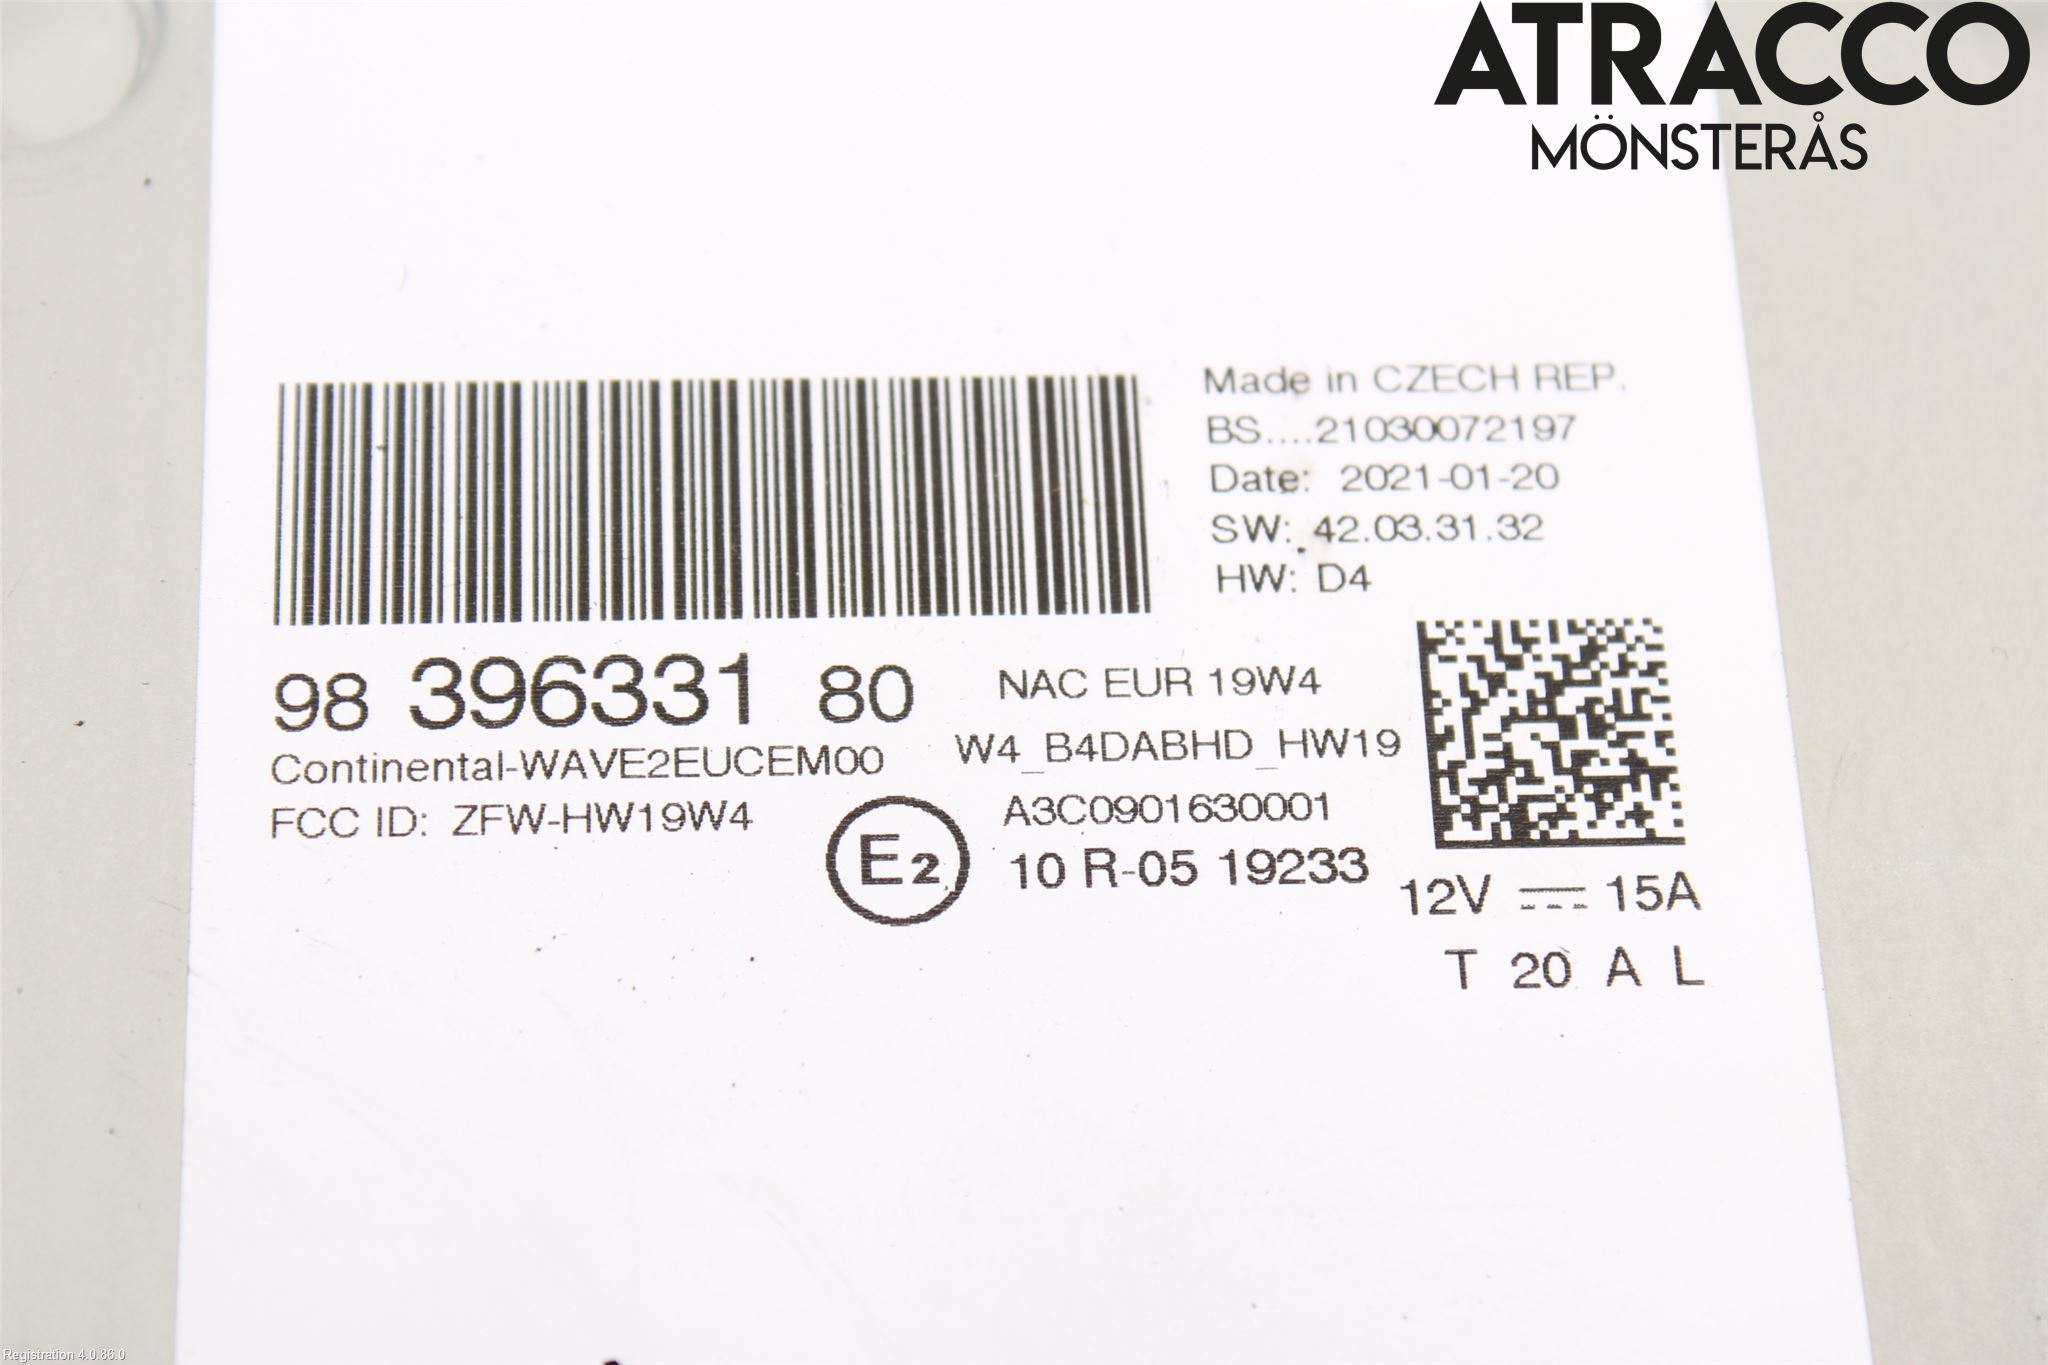 ATRACCO
MÖNSTERÅS
Made in CZECH REP.
BS....21030072197
Date: 2021-01-20
SW: 42.03.31.32
HW: D4
98 396331 80
NAC EUR 19W4
Continental-WAVE2EUCEM00
W4_B4DABHD_HW19
FCC ID: ZFW-HW19W4
A3C0901630001
E2
10 R-05 19233
12V 15A
T 20 A L
Registration 4.0.86.0